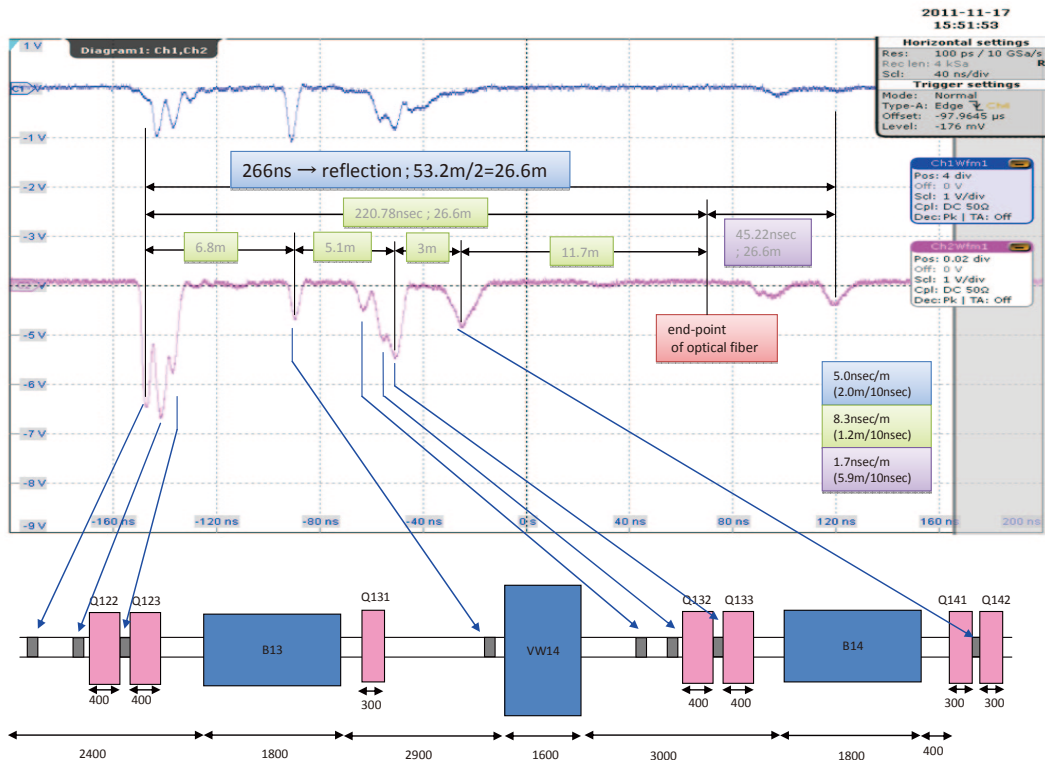 2011-11-17
15:51:53
Diagram1: Ch1,Ch2
Horizontal settings
Res: 100 ps / 10 GSa/s
Rec len: 4 kSa R
Scl: 40 ns/div
Trigger settings
Mode: Normal
Type-A: Edge Ch4
Offset: -97.9645 µs
Level: -176 mV
1 V
C1
-1 V
-2 V
-3 V
-4 V
-5 V
-6 V
-7 V
-8 V
-9 V
Ch1Wfm1
Pos: 4 div
Off: 0 V
Scl: 1 V/div
Cpl: DC 50Ω
Dec: Pk | TA: Off
Ch2Wfm1
Pos: 0.02 div
Off: 0 V
Scl: 1 V/div
Cpl: DC 50Ω
Dec: Pk | TA: Off
266ns → reflection ; 53.2m/2=26.6m
220.78nsec ; 26.6m
45.22nsec
; 26.6m
6.8m
5.1m
3m
11.7m
end-point
of optical fiber
5.0nsec/m
(2.0m/10nsec)
8.3nsec/m
(1.2m/10nsec)
1.7nsec/m
(5.9m/10nsec)
-160 ns
-120 ns
-80 ns
-40 ns
0 s
40 ns
80 ns
120 ns
160 ns
200 ns
Q122
Q123
Q131
Q132
Q133
Q141
Q142
B13
VW14
B14
400
400
300
400
400
300
300
2400
1800
2900
1600
3000
1800
400